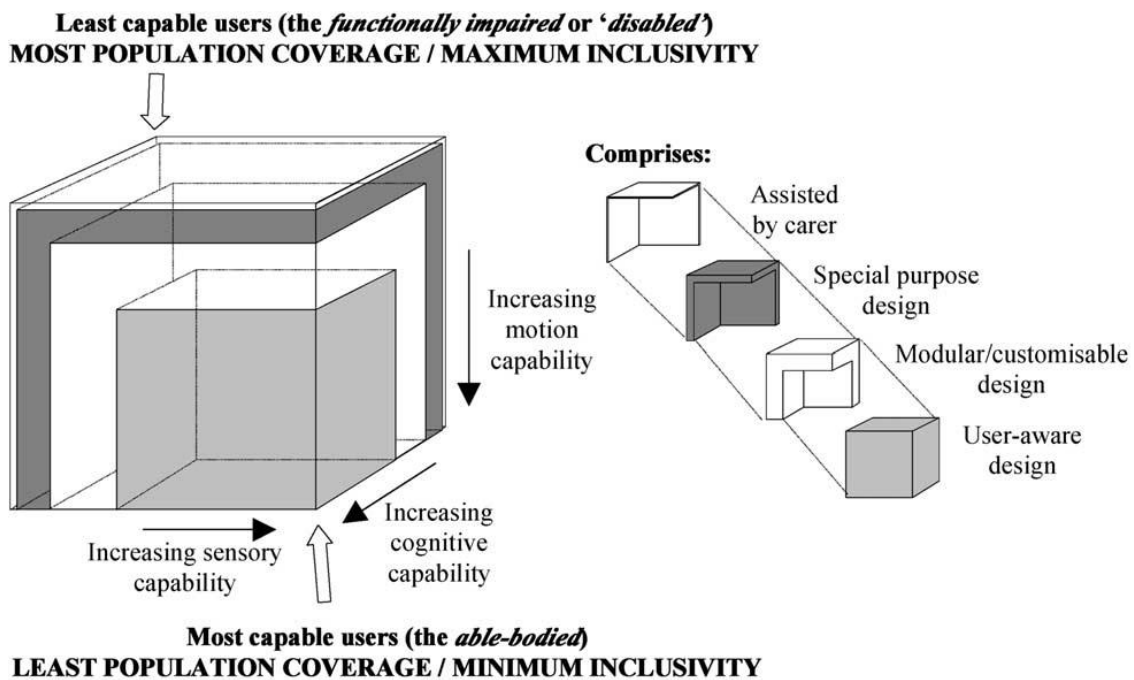 Least capable users (the functionally impaired or ‘disabled’)
MOST POPULATION COVERAGE / MAXIMUM INCLUSIVITY
Comprises:
Assisted
by carer
Special purpose
design
Modular/customisable
design
User-aware
design
Increasing
motion
capability
Increasing
cognitive
capability
Increasing sensory
capability
Most capable users (the able-bodied)
LEAST POPULATION COVERAGE / MINIMUM INCLUSIVITY